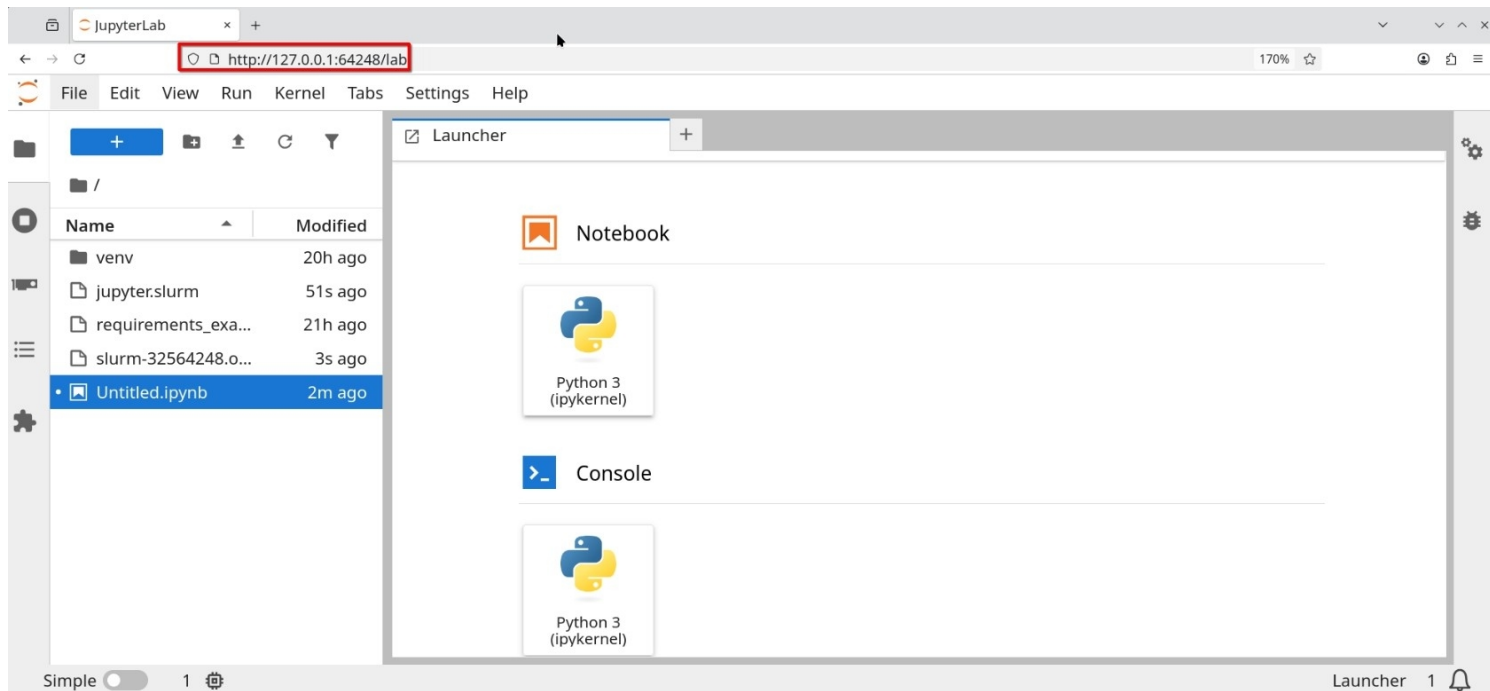 JupyterLab
http://127.0.0.1:64248/lab
170%
File Edit View Run Kernel Tabs Settings Help
Launcher
/
Name Modified
venv 20h ago
jupyter.slurm 51s ago
requirements_exa... 21h ago
slurm-32564248.o... 3s ago
Untitled.ipynb 2m ago
Notebook
Python 3
(ipykernel)
Console
Python 3
(ipykernel)
Simple 1 Launcher 1